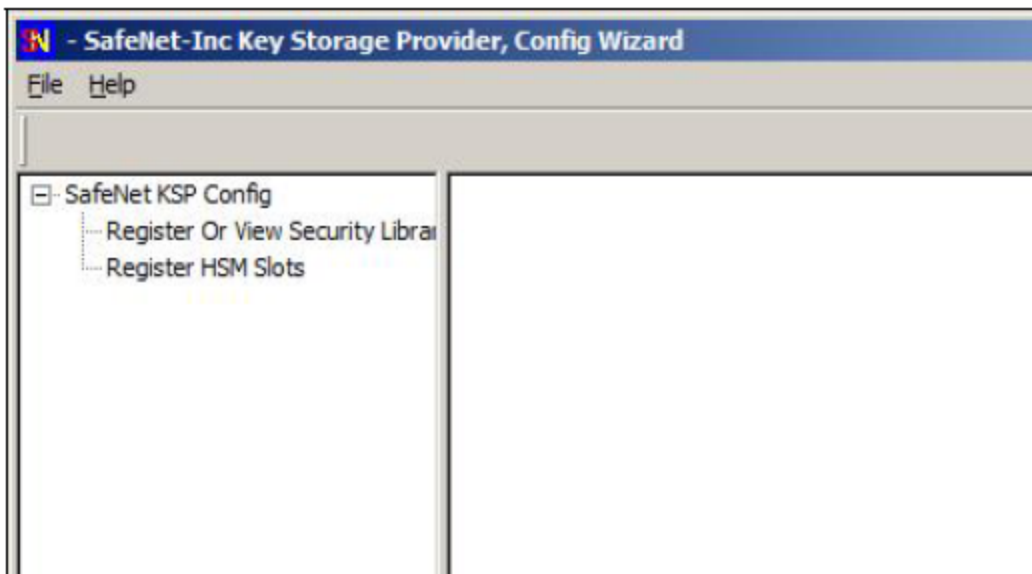 SN - SafeNet-Inc Key Storage Provider, Config Wizard
File Help
SafeNet KSP Config
Register Or View Security Librar
Register HSM Slots